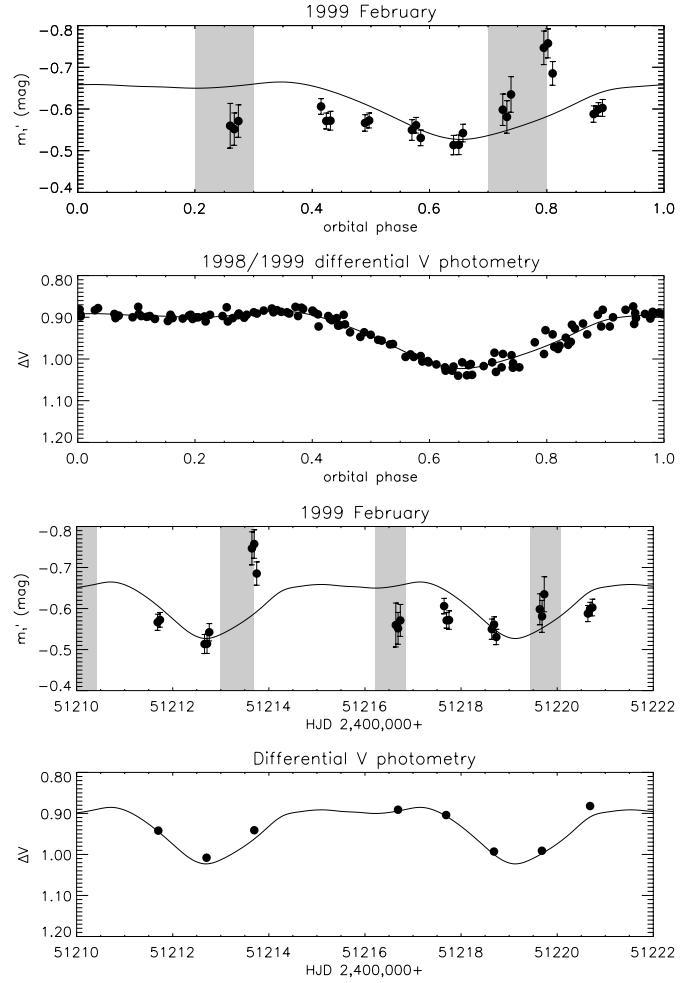 1999 February
-0.8
-0.7
-0.6
-0.5
-0.4
m,' (mag)
0.0 0.2 0.4 0.6 0.8 1.0
orbital phase
1998/1999 differential V photometry
0.80
0.90
1.00
1.10
1.20
ΔV
0.0 0.2 0.4 0.6 0.8 1.0
orbital phase
1999 February
-0.8
-0.7
-0.6
-0.5
-0.4
m,' (mag)
51210 51212 51214 51216 51218 51220 51222
HJD 2,400,000+
Differential V photometry
0.80
0.90
1.00
1.10
1.20
ΔV
51210 51212 51214 51216 51218 51220 51222
HJD 2,400,000+